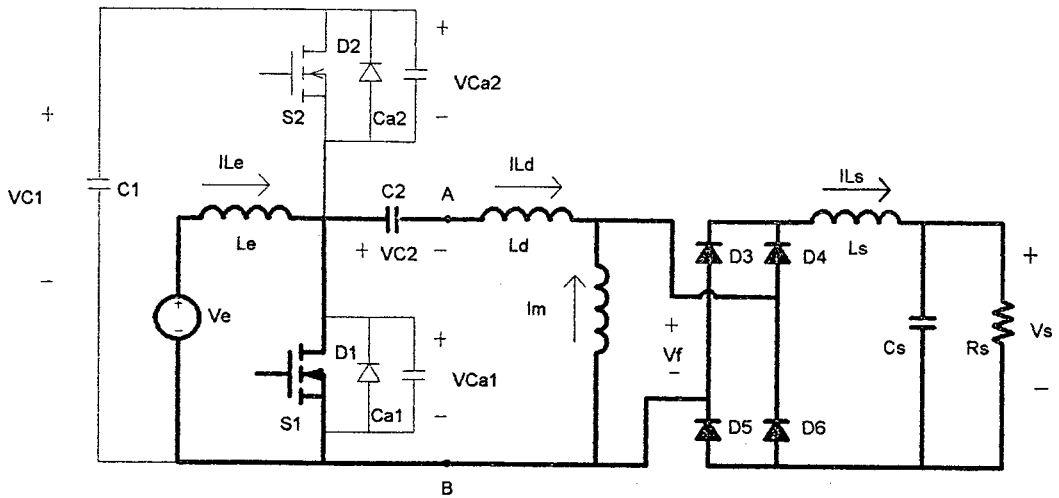 +
D2
VCa2
S2
Ca2
−
+
ILe
ILd
ILs
VC1
C1
C2
A
−
Le
+
VC2
−
Ld
D3
D4
Ls
Im
+
Ve
+
−
D1
+
VCa1
+
Vf
−
Cs
Rs
Vs
S1
Ca1
−
D5
D6
−
B